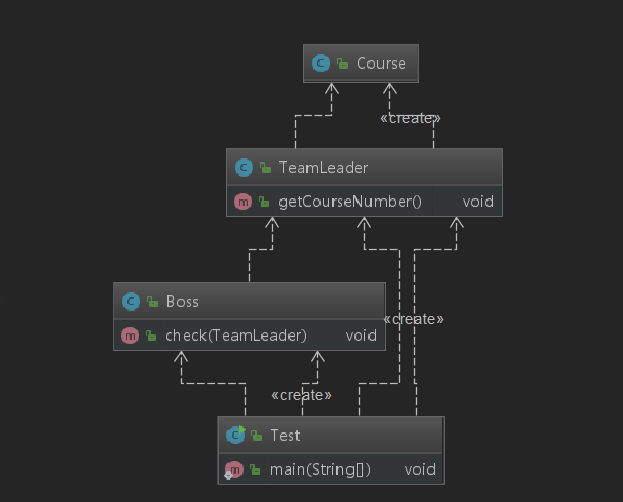 Course
«create»
TeamLeader
getCourseNumber() void
Boss
«create»
check(TeamLeader) void
«create»
Test
main(String[]) void